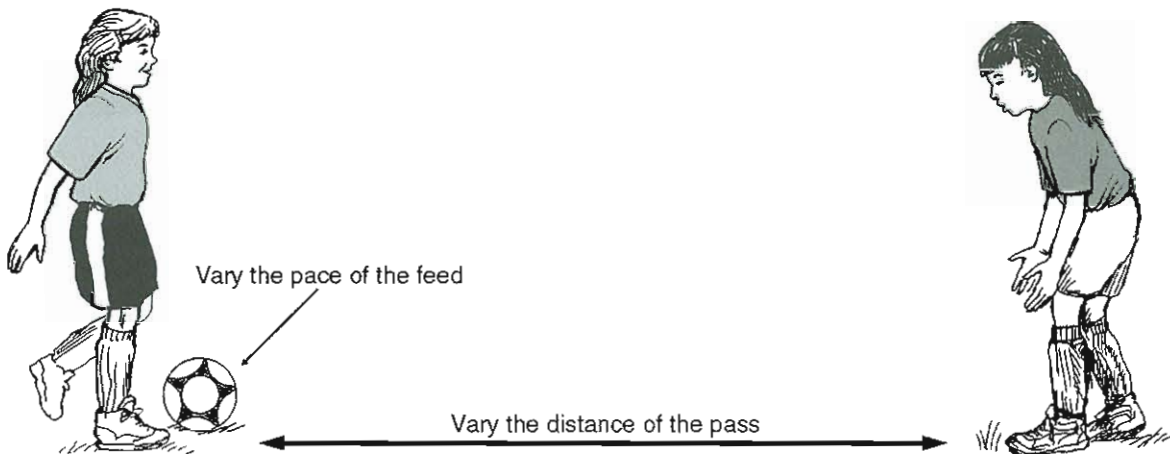 Vary the pace of the feed
Vary the distance of the pass